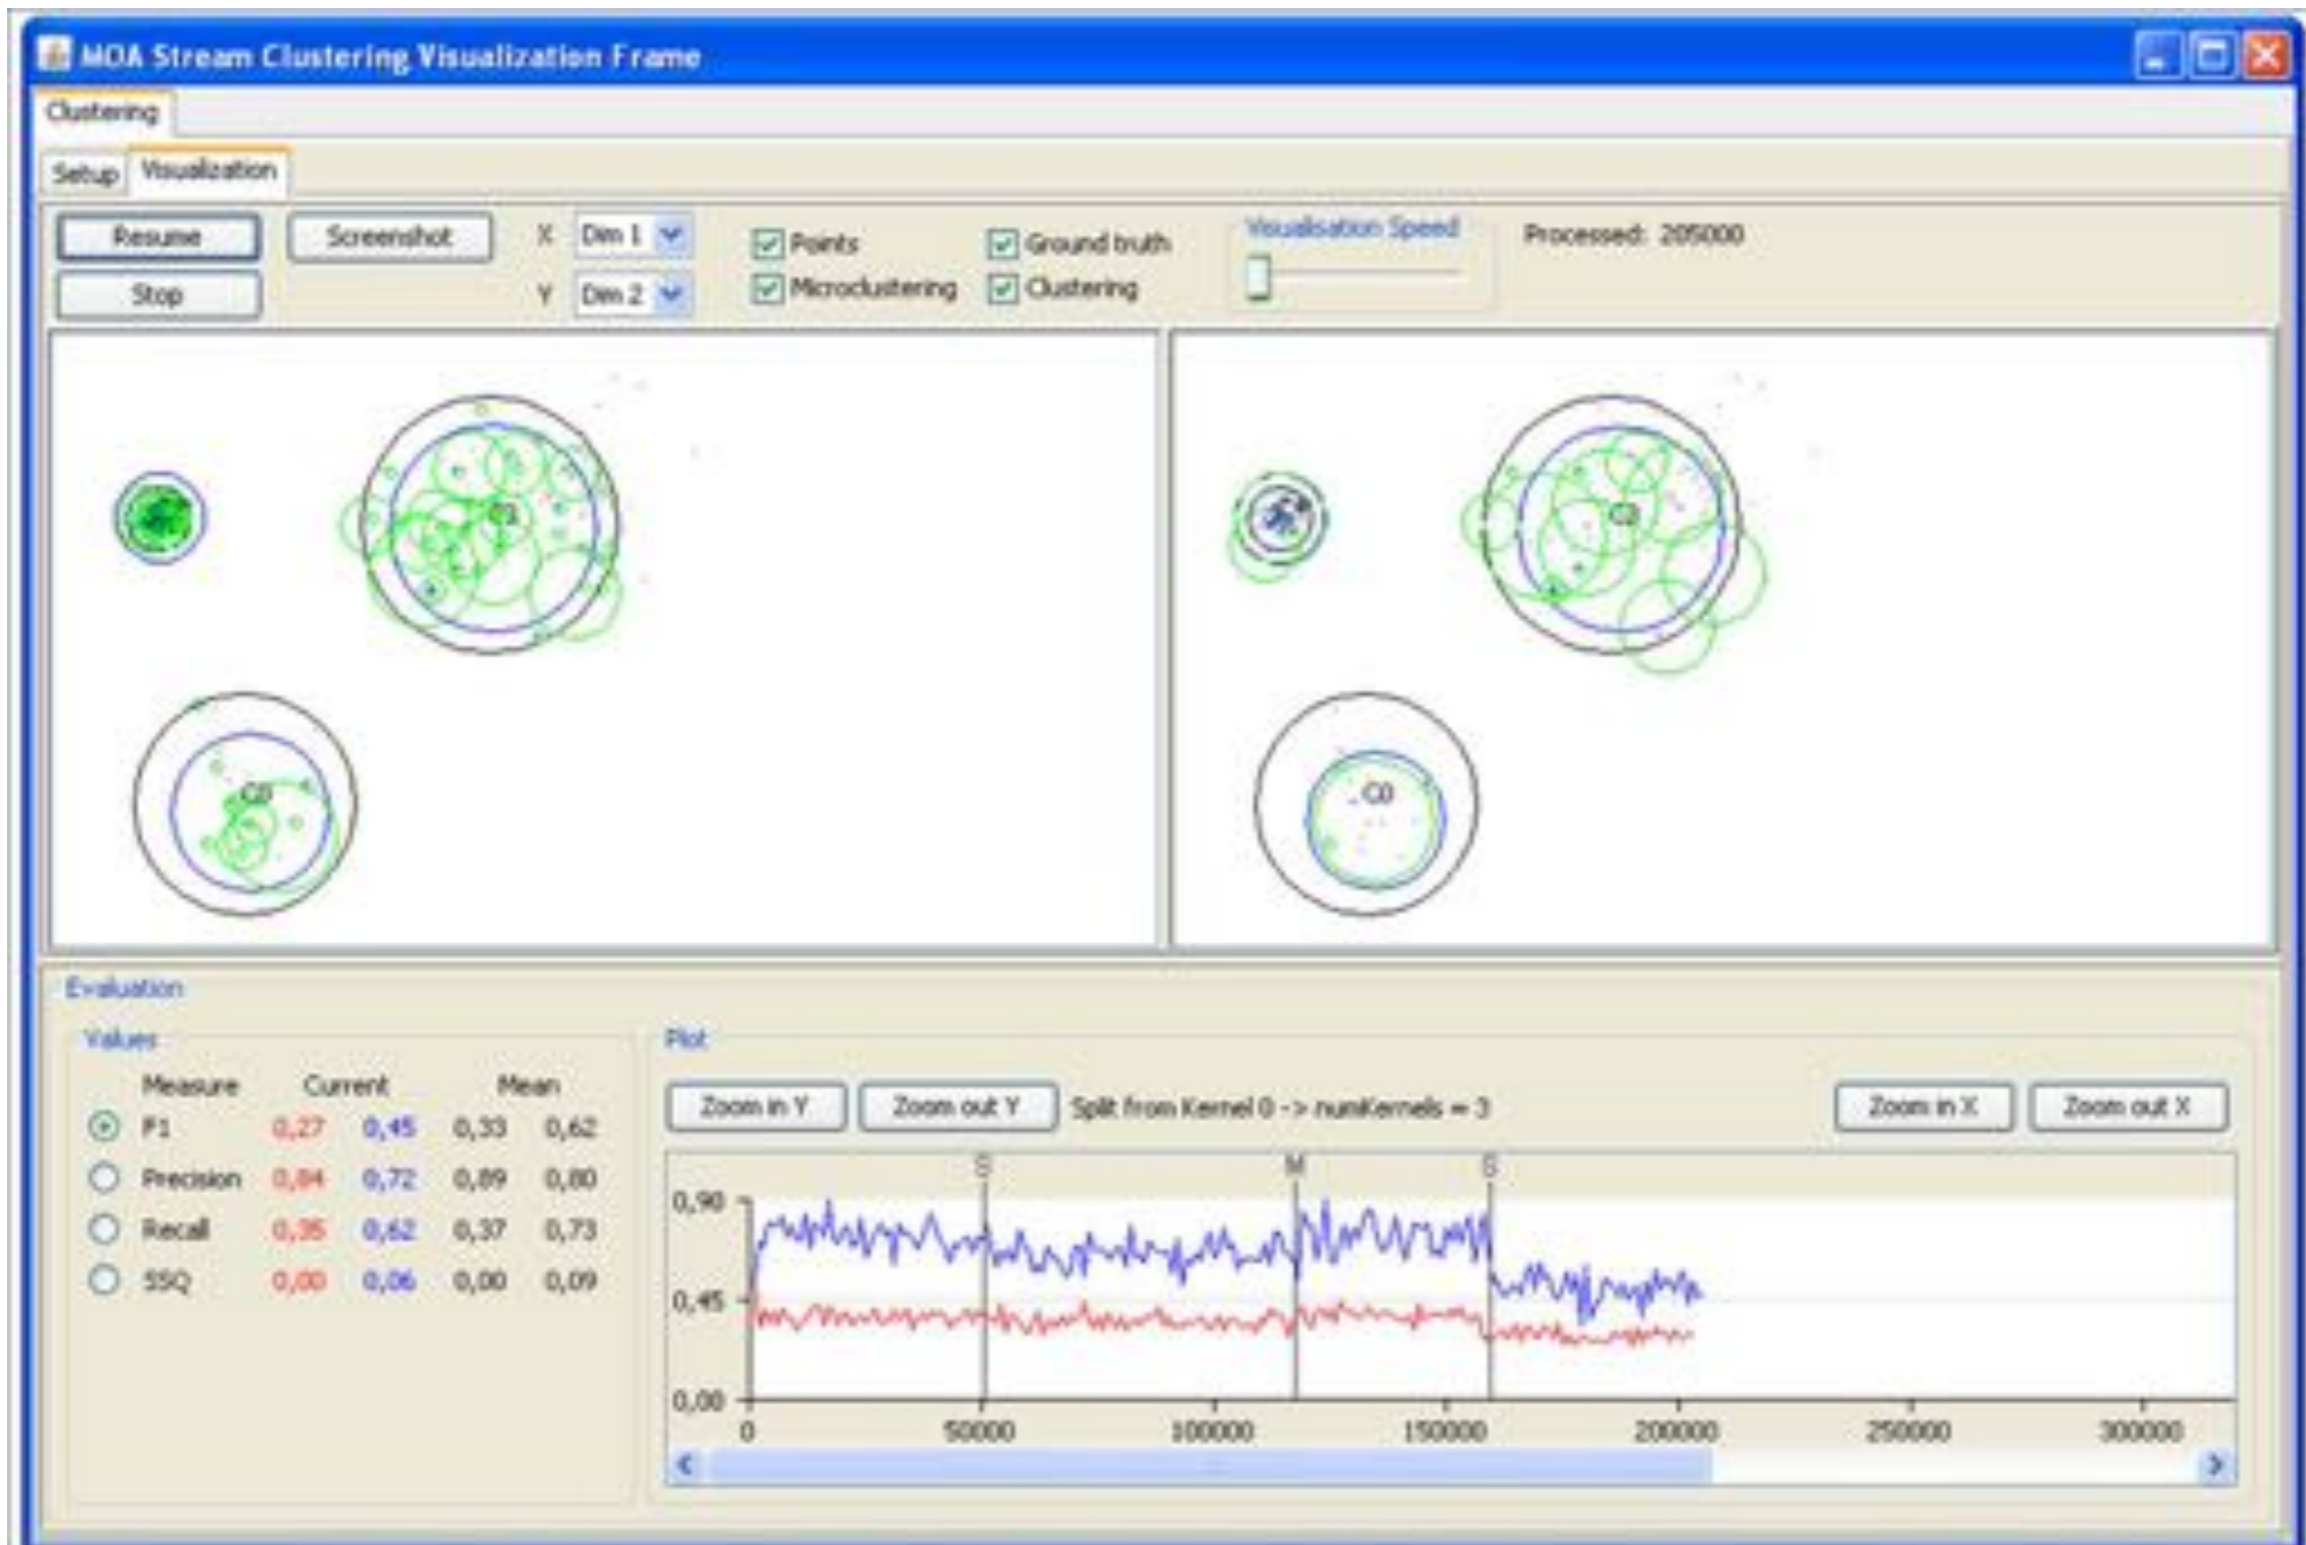 MOA Stream Clustering Visualization Frame
Clustering
Setup Visualization
Resume Screenshot X Dim 1 Points Ground truth Visualisation Speed Processed: 205000
Stop Y Dim 2 Microclustering Clustering
C0
C0
Evaluation
Values
Plot
Measure Current Mean
F1 0,27 0,45 0,33 0,62
Precision 0,84 0,72 0,89 0,80
Recall 0,35 0,62 0,37 0,73
SSQ 0,00 0,06 0,00 0,09
Zoom in Y Zoom out Y Split from Kernel 0 -> numKernels = 3 Zoom in X Zoom out X
S M S
0,90
0,45
0,00
0 50000 100000 150000 200000 250000 300000